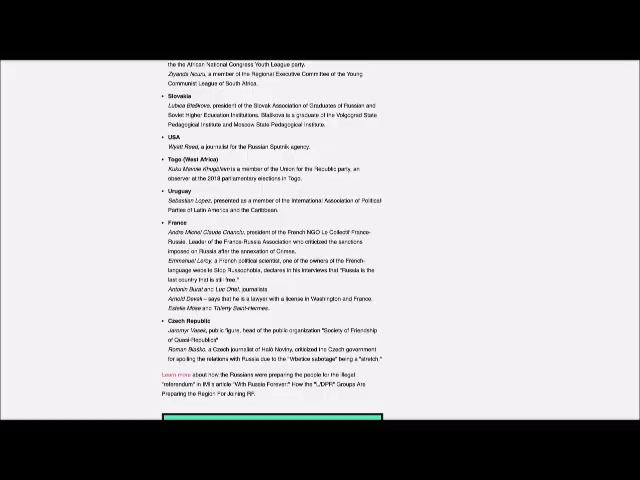 the the African National Congress Youth League party.
Ziyanda Ncuru, a member of the Regional Executive Committee of the Young
Communist League of South Africa.
• Slovakia
Lubica Blaškova, president of the Slovak Association of Graduates of Russian and
Soviet Higher Education Institutions. Blaškova is a graduate of the Volgograd State
Pedagogical Institute and Moscow State Pedagogical Institute.
• USA
Wyatt Reed, a journalist for the Russian Sputnik agency.
• Togo (West Africa)
Kuku Mawule is a member of the Union for the Republic party, an
observer at the 2018 parliamentary elections in Togo.
• Uruguay
Sebastian Lopez, presented as a member of the International Association of Political
Parties of Latin America and the Caribbean.
• France
Andre Michel Claude Chanclu, president of the French NGO Le Collectif France-
Russie. Leader of the France-Russia Association who criticized the sanctions
imposed on Russia after the annexation of Crimea.
Emmanuel Leroy, a French political scientist, one of the owners of the French-
language website Stop Russophobia, declares in his interviews that "Russia is the
last country that is still free."
Antonin Burat and Luc Ortet, journalists
Arnold Develi – says that he is a lawyer with a license in Washington and France.
Estelle Mose and Thierry Saint-Hermes.
• Czech Republic
Jaromyr Vasek, public figure, head of the public organization "Society of Friendship
of Quasi-Republics"
Roman Blaško, a Czech journalist of Haló Noviny, criticized the Czech government
for spoiling the relations with Russia due to the "Vrbetice sabotage" being a "stretch."
Learn more about how the Russians were preparing the people for the illegal
"referendum" in IMI's article "With Russia Forever:" How the "L/DPR" Groups Are
Preparing the Region For Joining RF.